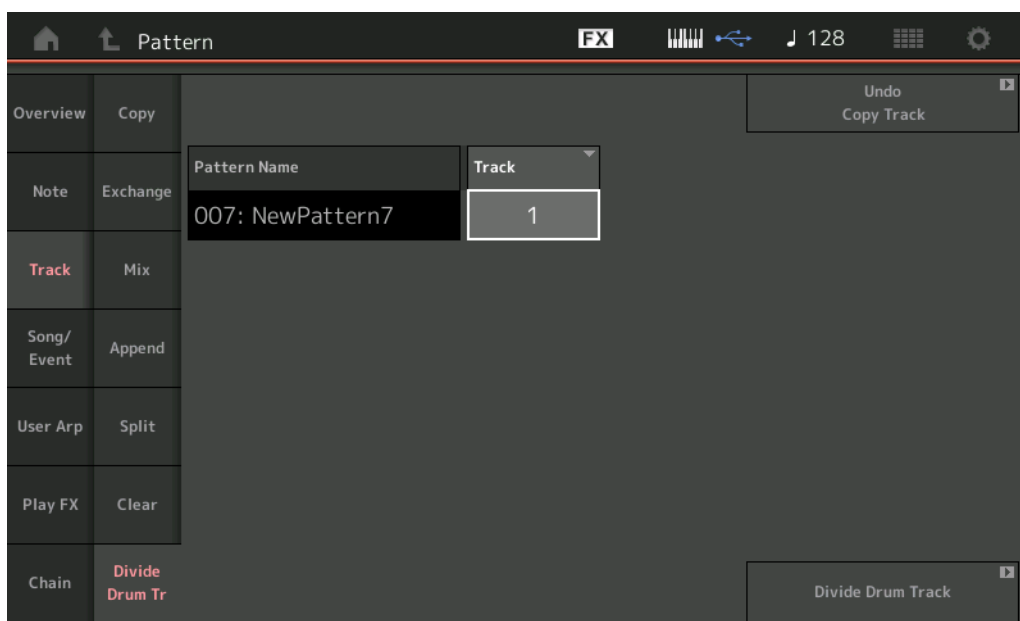 Pattern
FX
♩ 128
Overview
Copy
Undo
Copy Track
Note
Exchange
Pattern Name
Track
007: NewPattern7
1
Track
Mix
Song/
Event
Append
User Arp
Split
Play FX
Clear
Chain
Divide
Drum Tr
Divide Drum Track